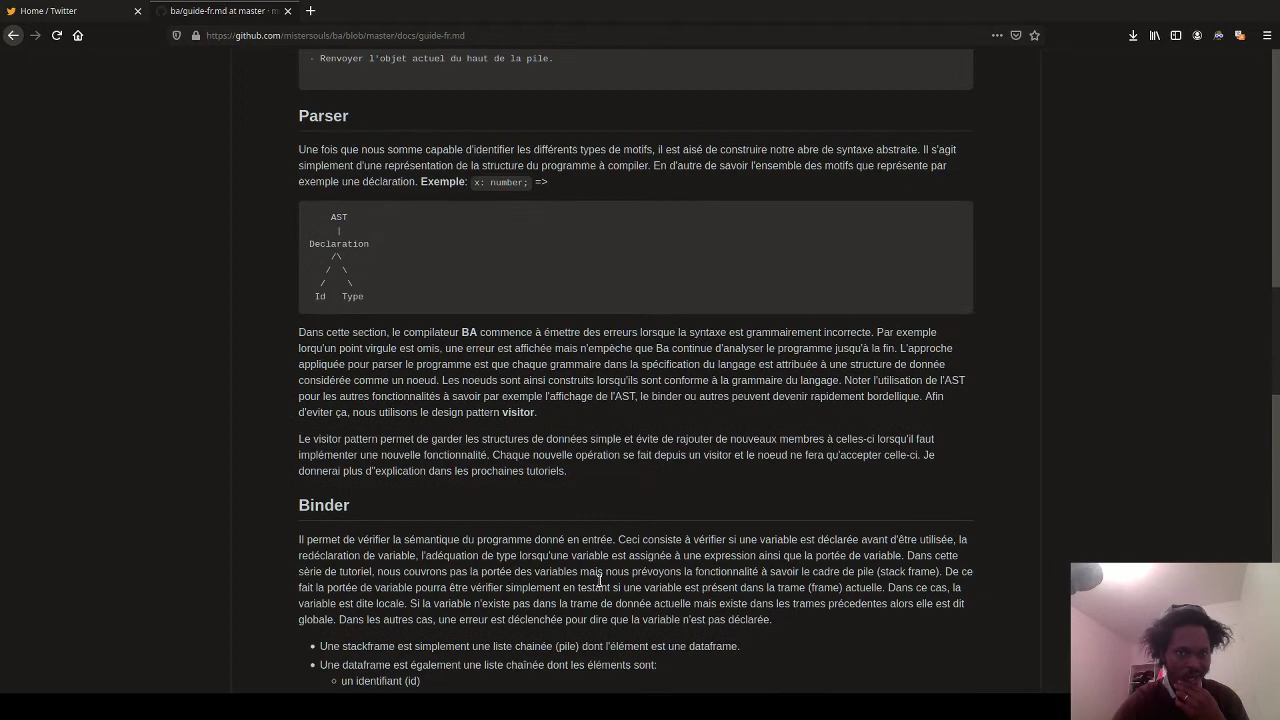 Home / Twitter
ba/guide-fr.md at master · m
https://github.com/mistersouls/ba/blob/master/docs/guide-fr.md
- Renvoyer l'objet actuel du haut de la pile.
Parser
Une fois que nous somme capable d'identifier les différents types de motifs, il est aisé de construire notre abre de syntaxe abstraite. Il s'agit
simplement d'une représentation de la structure du programme à compiler. En d'autre de savoir l'ensemble des motifs que représente par
exemple une déclaration. Exemple: x: number; =>
AST
|
Declaration
/\
/ \
/ \
Id Type
Dans cette section, le compilateur BA commence à émettre des erreurs lorsque la syntaxe est grammairement incorrecte. Par exemple
lorqu'un point virgule est omis, une erreur est affichée mais n'empèche que Ba continue d'analyser le programme jusqu'à la fin. L'approche
appliquée pour parser le programme est que chaque grammaire dans la spécification du langage est attribuée à une structure de donnée
considérée comme un noeud. Les noeuds sont ainsi construits lorsqu'ils sont conforme à la grammaire du langage. Noter l'utilisation de l'AST
pour les autres fonctionnalités à savoir par exemple l'affichage de l'AST, le binder ou autres peuvent devenir rapidement bordellique. Afin
d'eviter ça, nous utilisons le design pattern visitor.
Le visitor pattern permet de garder les structures de données simple et évite de rajouter de nouveaux membres à celles-ci lorsqu'il faut
implémenter une nouvelle fonctionnalité. Chaque nouvelle opération se fait depuis un visitor et le noeud ne fera qu'accepter celle-ci. Je
donnerai plus d"explication dans les prochaines tutoriels.
Binder
Il permet de vérifier la sémantique du programme donné en entrée. Ceci consiste à vérifier si une variable est déclarée avant d'être utilisée, la
redéclaration de variable, l'adéquation de type lorsqu'une variable est assignée à une expression ainsi que la portée de variable. Dans cette
sèrie de tutoriel, nous couvrons pas la portée des variables mais nous prévoyons la fonctionnalité à savoir le cadre de pile (stack frame). De ce
fait la portée de variable pourra être vérifier simplement en testant si une variable est présent dans la trame (frame) actuelle. Dans ce cas, la
variable est dite locale. Si la variable n'existe pas dans la trame de donnée actuelle mais existe dans les trames précedentes alors elle est dit
globale. Dans les autres cas, une erreur est déclenchée pour dire que la variable n'est pas déclarée.
• Une stackframe est simplement une liste chainée (pile) dont l'élément est une dataframe.
• Une dataframe est également une liste chaînée dont les éléments sont:
○ un identifiant (id)